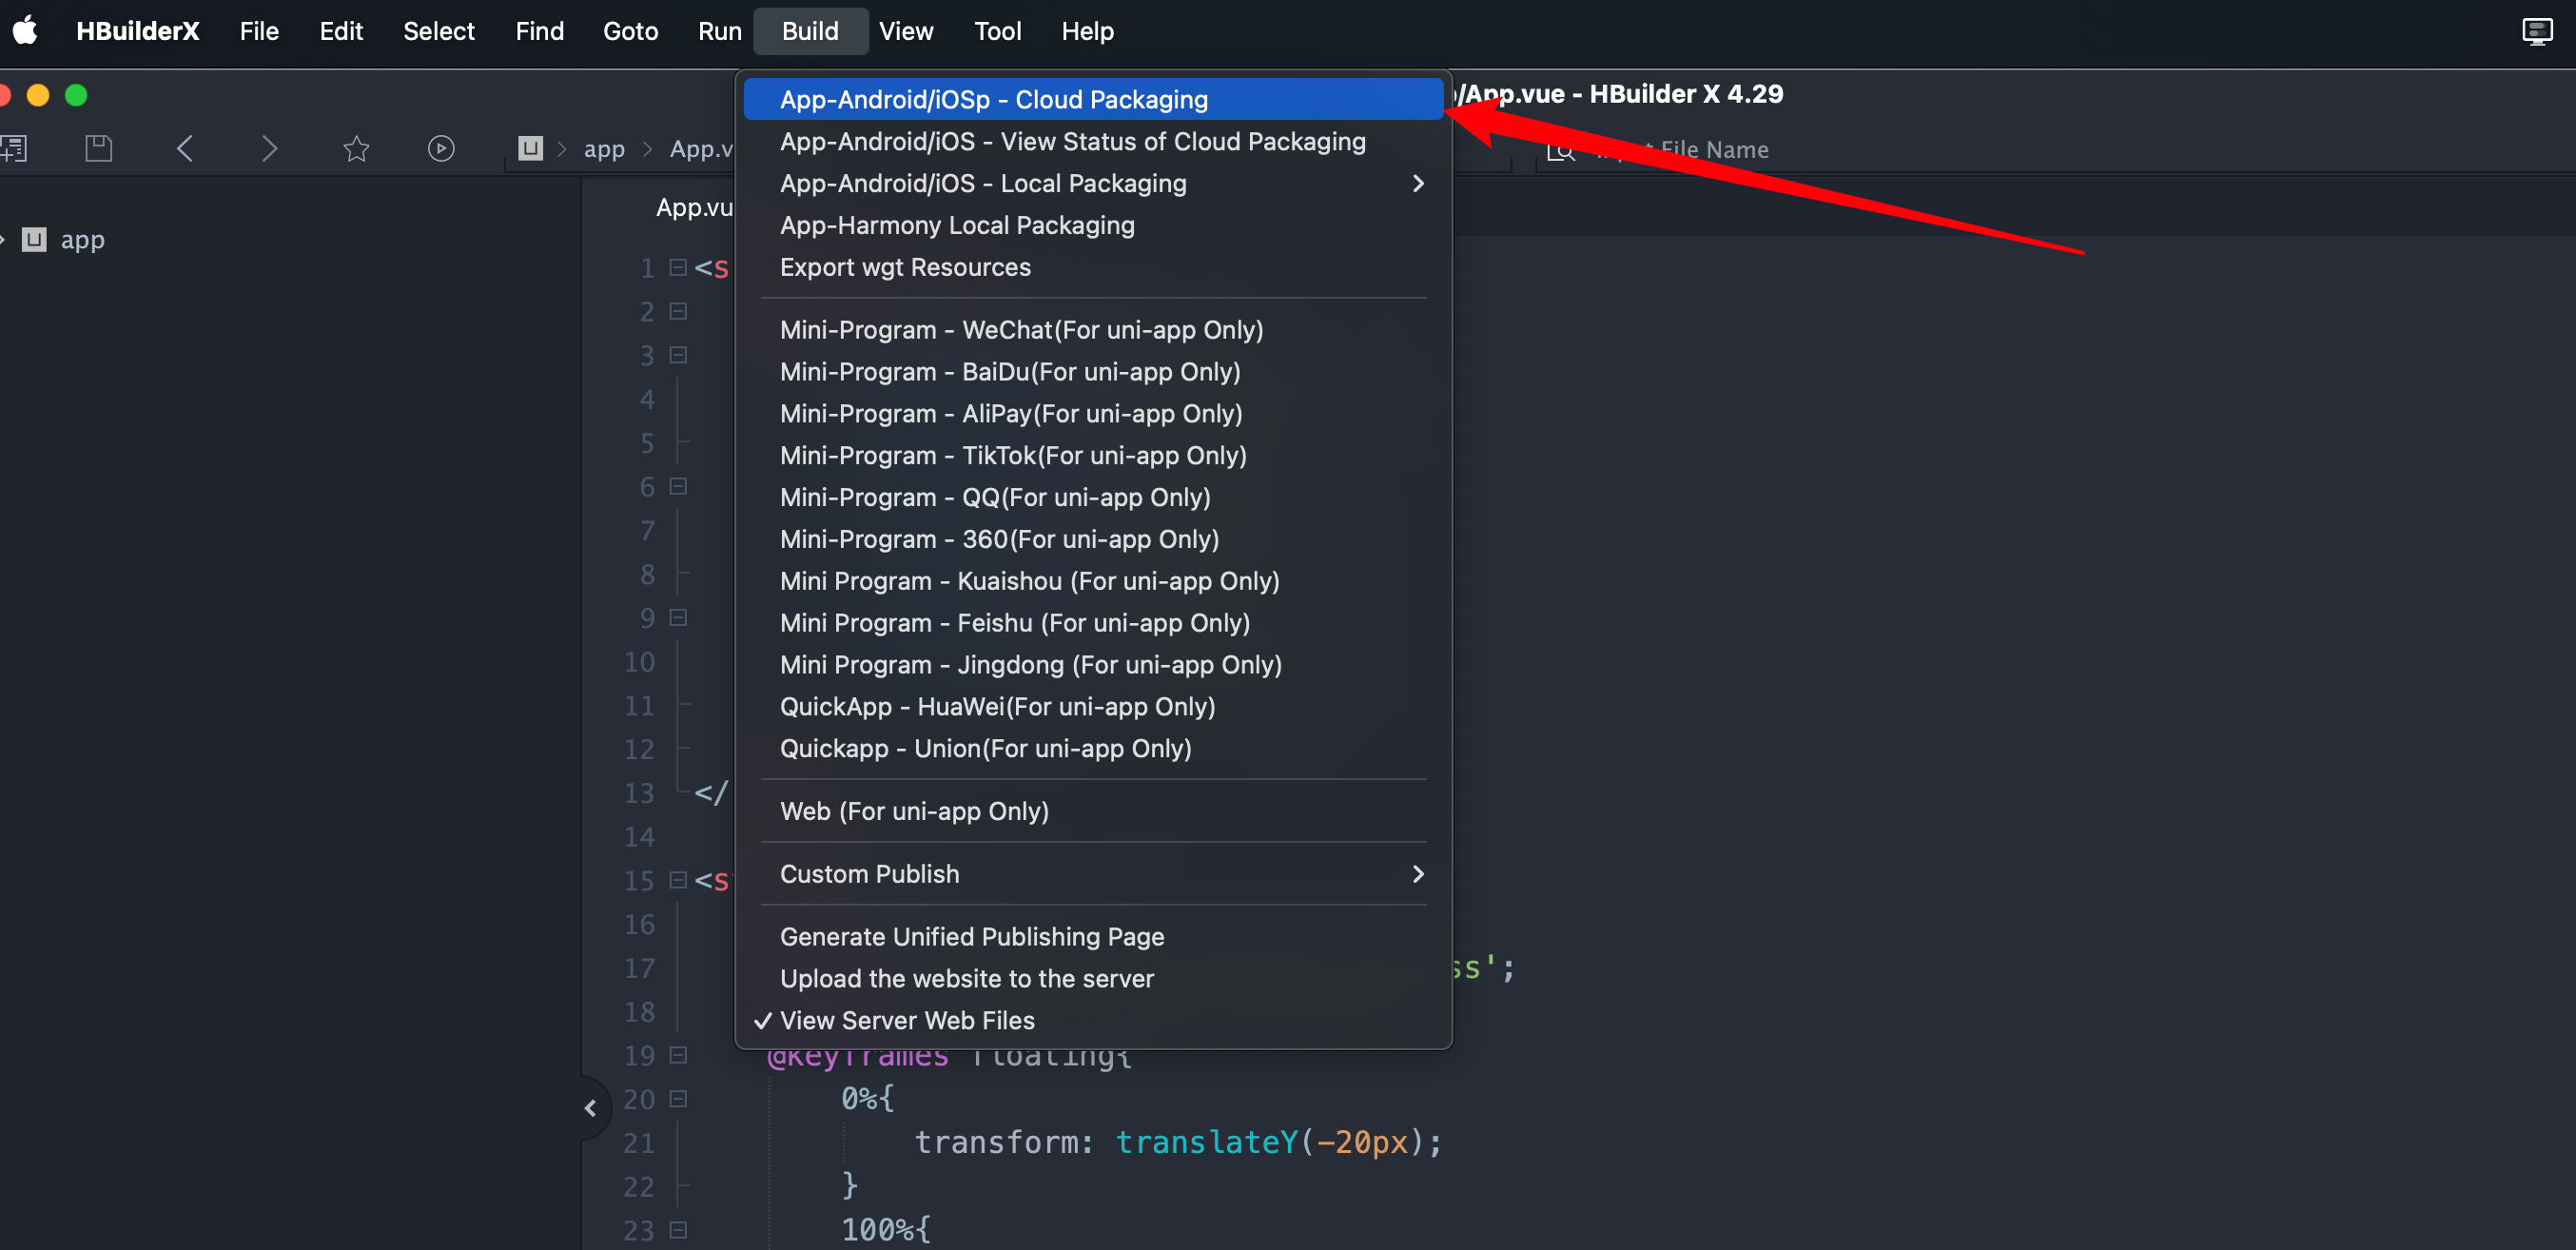 HBuilderX File Edit Select Find Goto Run Build View Tool Help
/App.vue - HBuilder X 4.29
app App.v
File Name
app
App.vu
App-Android/iOSp - Cloud Packaging
App-Android/iOS - View Status of Cloud Packaging
App-Android/iOS - Local Packaging
App-Harmony Local Packaging
Export wgt Resources
Mini-Program - WeChat(For uni-app Only)
Mini-Program - BaiDu(For uni-app Only)
Mini-Program - AliPay(For uni-app Only)
Mini-Program - TikTok(For uni-app Only)
Mini-Program - QQ(For uni-app Only)
Mini-Program - 360(For uni-app Only)
Mini Program - Kuaishou (For uni-app Only)
Mini Program - Feishu (For uni-app Only)
Mini Program - Jingdong (For uni-app Only)
QuickApp - HuaWei(For uni-app Only)
Quickapp - Union(For uni-app Only)
Web (For uni-app Only)
Custom Publish
Generate Unified Publishing Page
Upload the website to the server
✓ View Server Web Files
1 <s
2
3
4
5
6
7
8
9
10
11
12
13 </
14
15 <s
16
17 ss';
18
19 @keyframes floating{
20 0%{
21 transform: translateY(-20px);
22 }
23 100%{